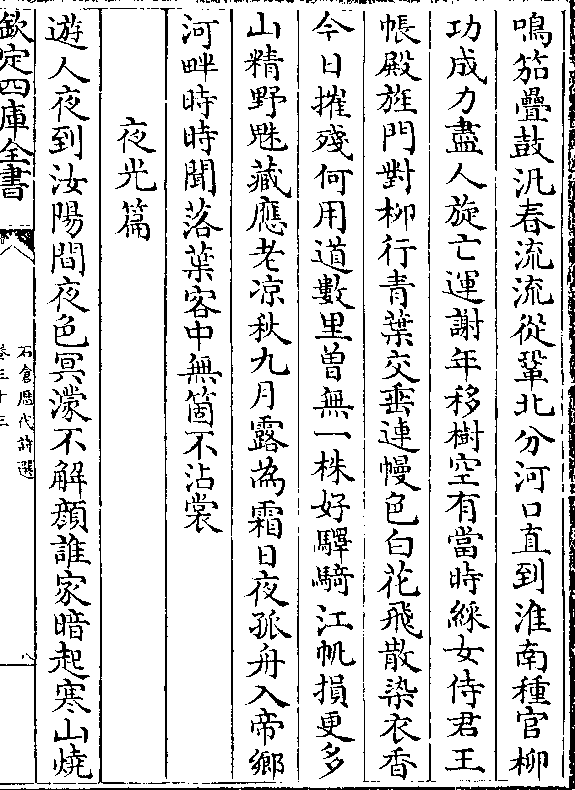 鳴笳疊鼓汎春流流從鞏北分河口直到淮南種官柳
功成力盡人旋亡運謝年移樹空有當時綵女侍君王
帳殿旌門對柳行青葉交垂連幔色白花飛散染衣香
今日摧殘何用道數里曽無一株好驛騎江帆損更多
山精野魅藏應老凉秋九月露為霜日夜孤舟入帝鄉
河畔時時聞落葉客中無箇不沾裳
夜光篇
遊人夜到汝陽間夜色冥濛不解顔誰家暗起寒山燒
欽定四庫全書
石倉歴代詩選
卷三十三
八